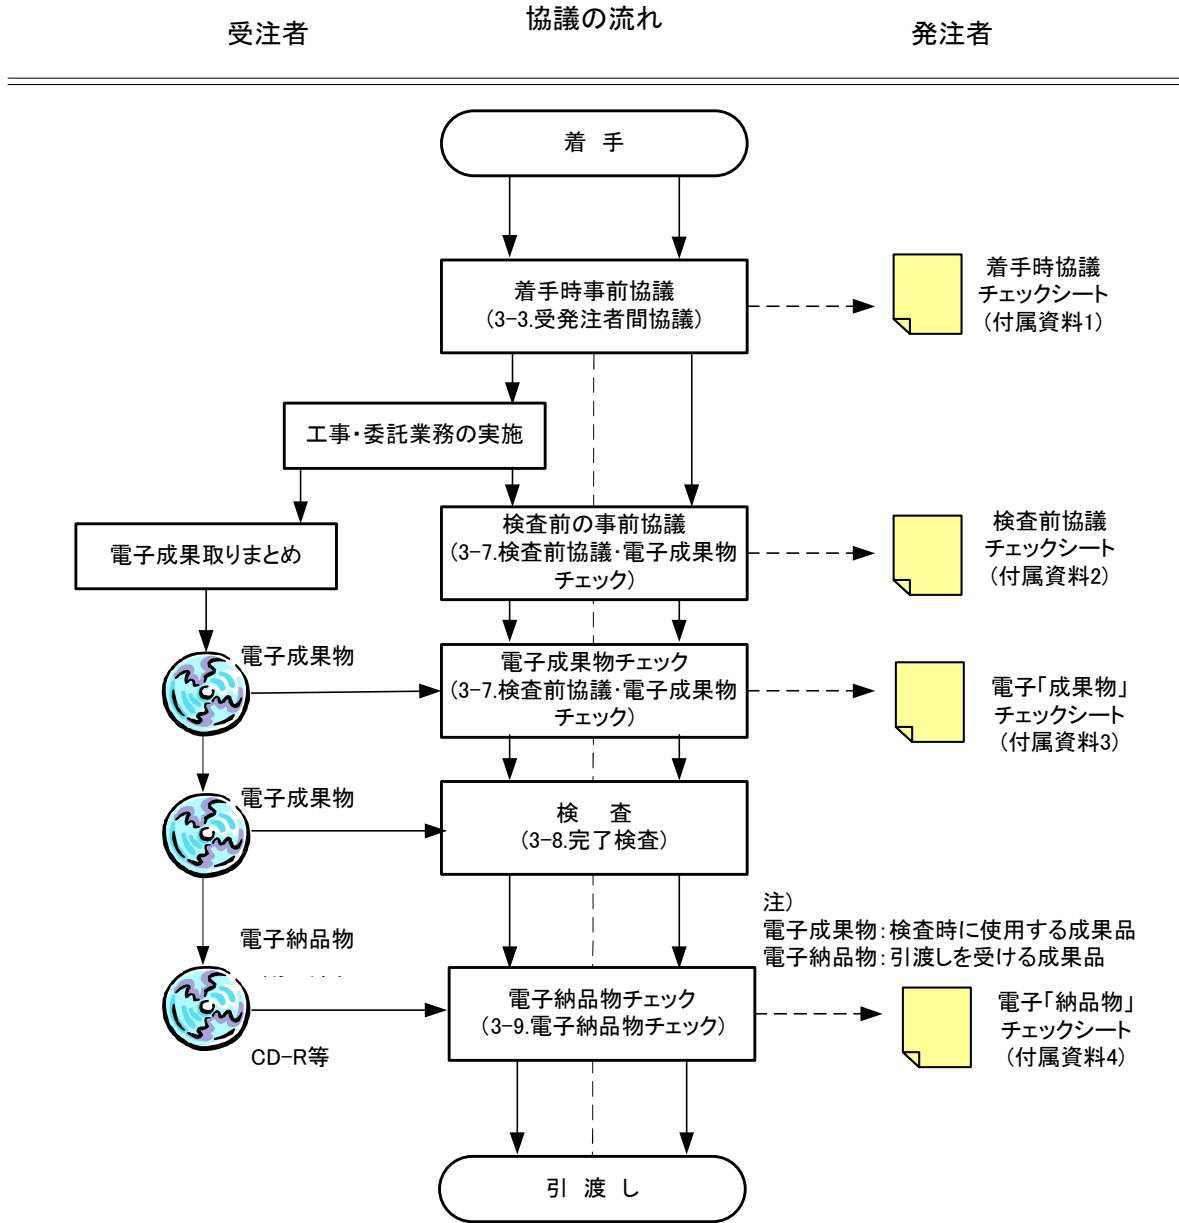 受注者
協議の流れ
発注者
着 手
着手時事前協議
(3-3.受発注者間協議)
着手時協議
チェックシート
(付属資料1)
工事・委託業務の実施
電子成果取りまとめ
検査前の事前協議
(3-7.検査前協議・電子成果物
チェック)
検査前協議
チェックシート
(付属資料2)
電子成果物
電子成果物チェック
(3-7.検査前協議・電子成果物
チェック)
電子「成果物」
チェックシート
(付属資料3)
電子成果物
検 査
(3-8.完了検査)
注)
電子成果物:検査時に使用する成果品
電子納品物:引渡しを受ける成果品
電子納品物
電子納品物チェック
(3-9.電子納品物チェック)
電子「納品物」
チェックシート
(付属資料4)
CD-R等
引 渡 し